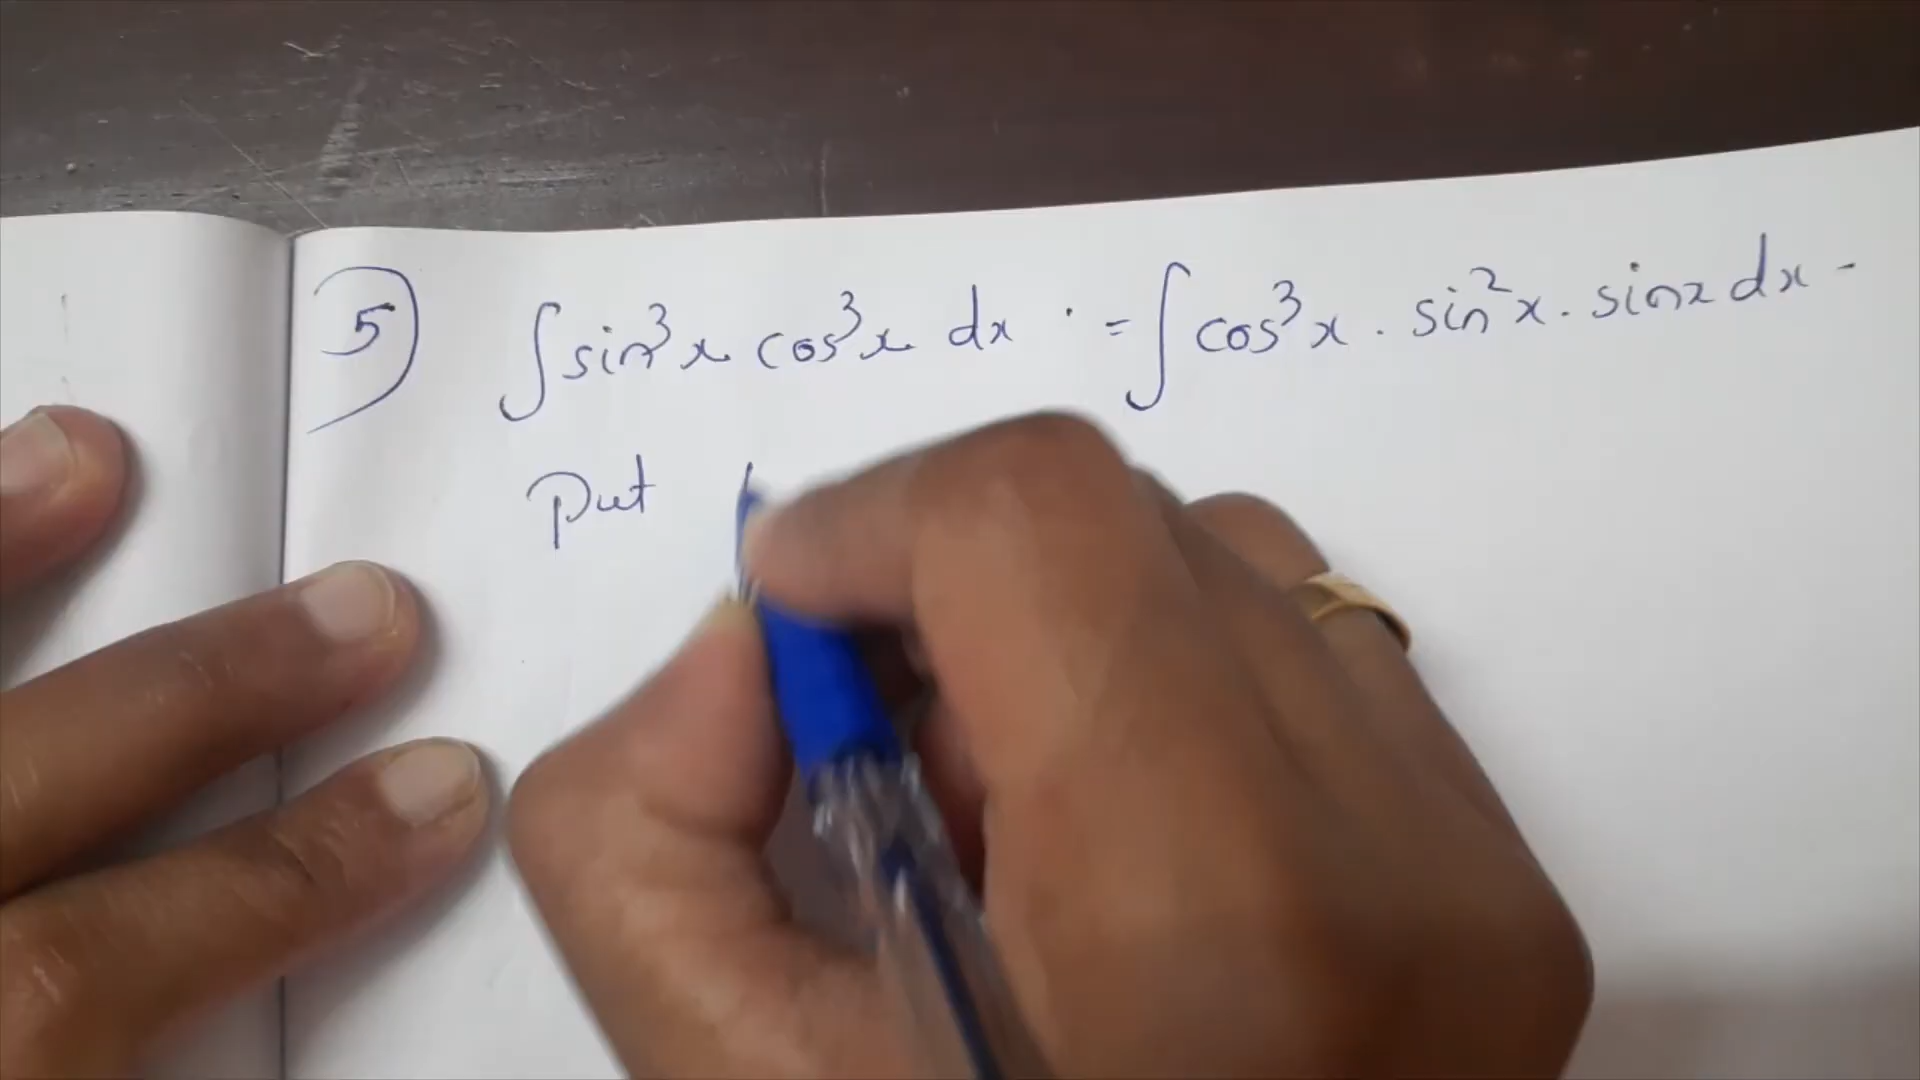 5) ∫ sin³x cos³x dx . = ∫ cos³x . sin²x . sinx dx -
Put